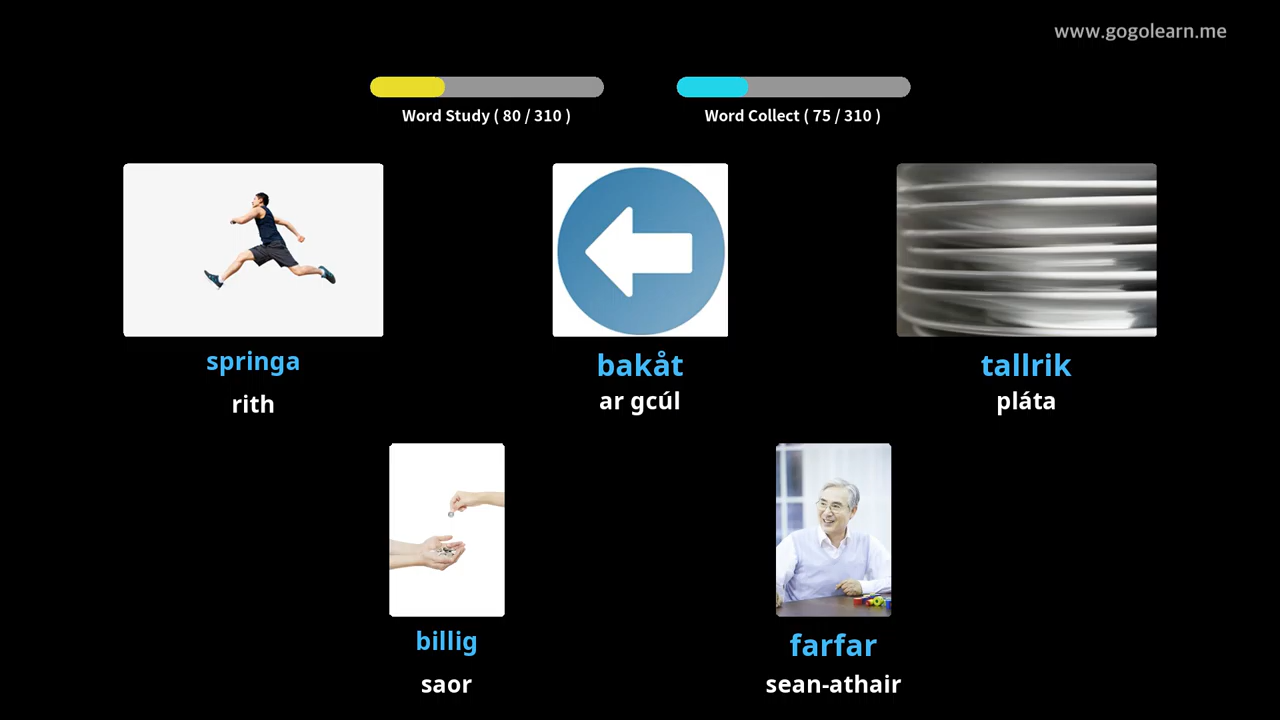 www.gogolearn.me
Word Study ( 80 / 310 )
Word Collect ( 75 / 310 )
springa
rith
bakåt
ar gcúl
tallrik
pláta
billig
saor
farfar
sean-athair